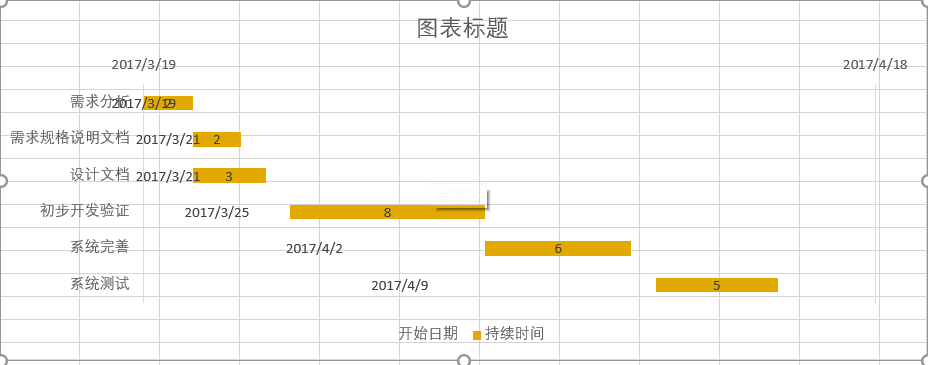 图表标题
2017/3/19 2017/4/18
需求分析 2017/3/19 2
需求规格说明文档 2017/3/21 2
设计文档 2017/3/21 3
初步开发验证 2017/3/25 8
系统完善 2017/4/2 6
系统测试 2017/4/9 5
开始日期 持续时间